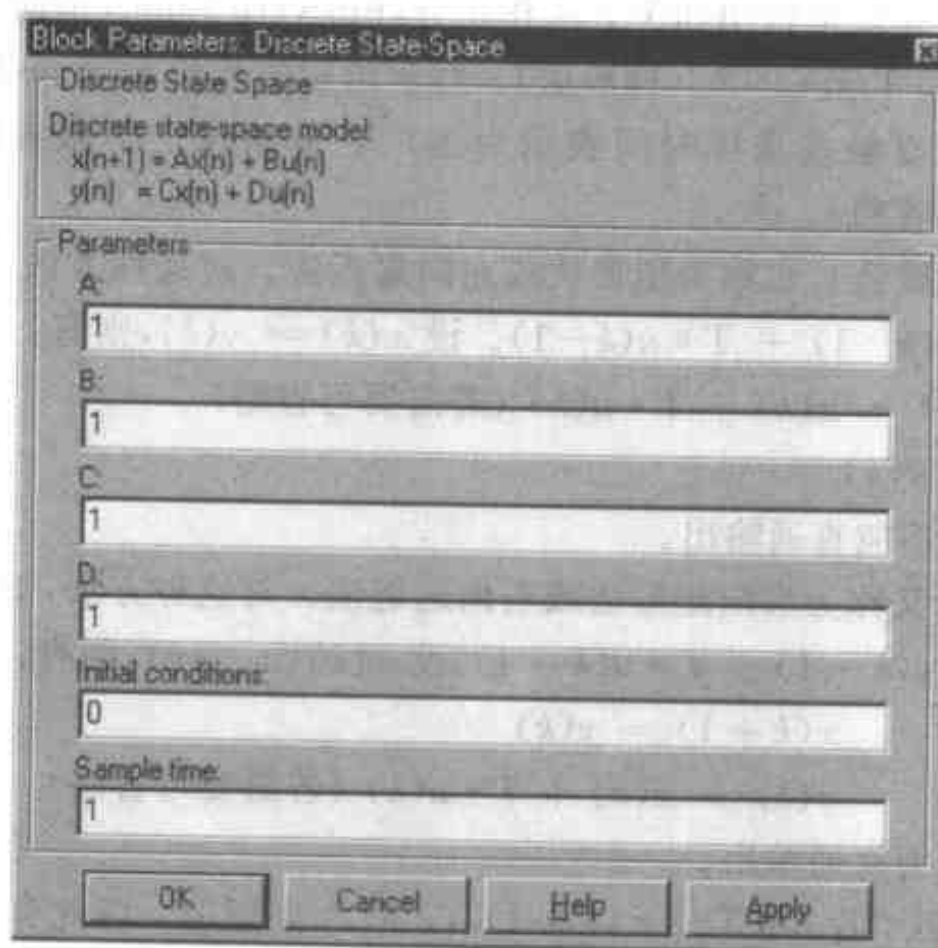 Block Parameters: Discrete State-Space
Discrete State Space
Discrete state-space model:
x(n+1) = Ax(n) + Bu(n)
y(n) = Cx(n) + Du(n)
Parameters
A:
1
B:
1
C:
1
D:
1
Initial conditions:
0
Sample time:
1
OK
Cancel
Help
Apply